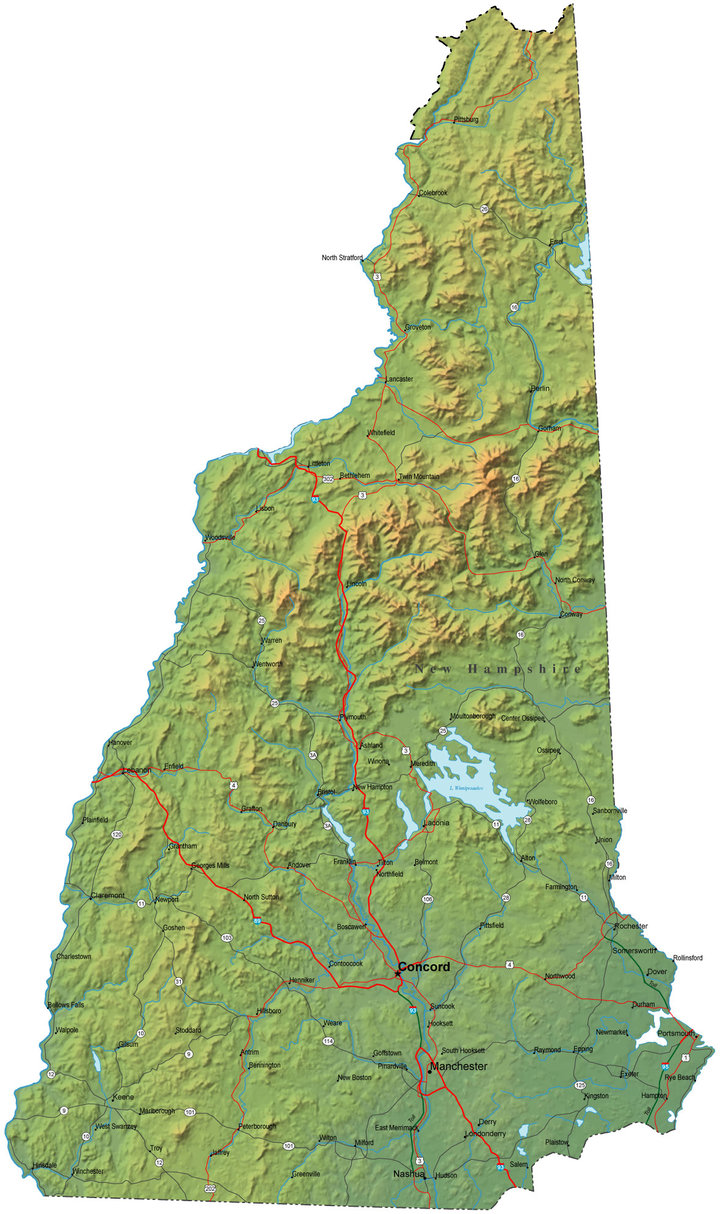 Pittsburg
Colebrook
26
Errol
North Stratford
3
16
Groveton
Lancaster
Berlin
Gorham
Whitefield
Littleton
Bethlehem
Twin Mountain
302
16
93
3
Lisbon
Woodsville
Glen
North Conway
Lincoln
Conway
25
16
Warren
Wentworth
New Hampshire
25
Plymouth
Moultonborough
Center Ossipee
25
Hanover
Ashland
3
Ossipee
3A
Winona
Meredith
Lebanon
Enfield
4
New Hampton
L. Winnipesaukee
Bristol
Wolfeboro
16
Grafton
93
Sanbornville
Plainfield
Danbury
3A
Laconia
11
28
120
Union
Grantham
Alton
16
Georges Mills
Andover
Franklin
Tilton
Belmont
Northfield
Milton
Farmington
Claremont
11
Newport
North Sutton
106
28
11
89
Boscawen
Pittsfield
Rochester
Goshen
103
Somersworth
Charlestown
Contoocook
Concord
4
Rollinsford
Dover
Northwood
Toll
31
Henniker
Bellows Falls
Hillsboro
93
Suncook
Durham
Walpole
Stoddard
Weare
Hooksett
Newmarket
Portsmouth
10
Gilsum
114
9
Antrim
Goffstown
South Hooksett
Raymond
Epping
1
Bennington
Pinardville
Manchester
95
12
New Boston
Exeter
Rye Beach
125
Keene
Kingston
Hampton
9
Marlborough
101
Toll
Toll
10
West Swanzey
Peterborough
East Merrimack
Derry
Londonderry
101
Wilton
Milford
Plaistow
Troy
Jaffrey
12
Hinsdale
Winchester
3
93
Salem
Greenville
Nashua
Hudson
202